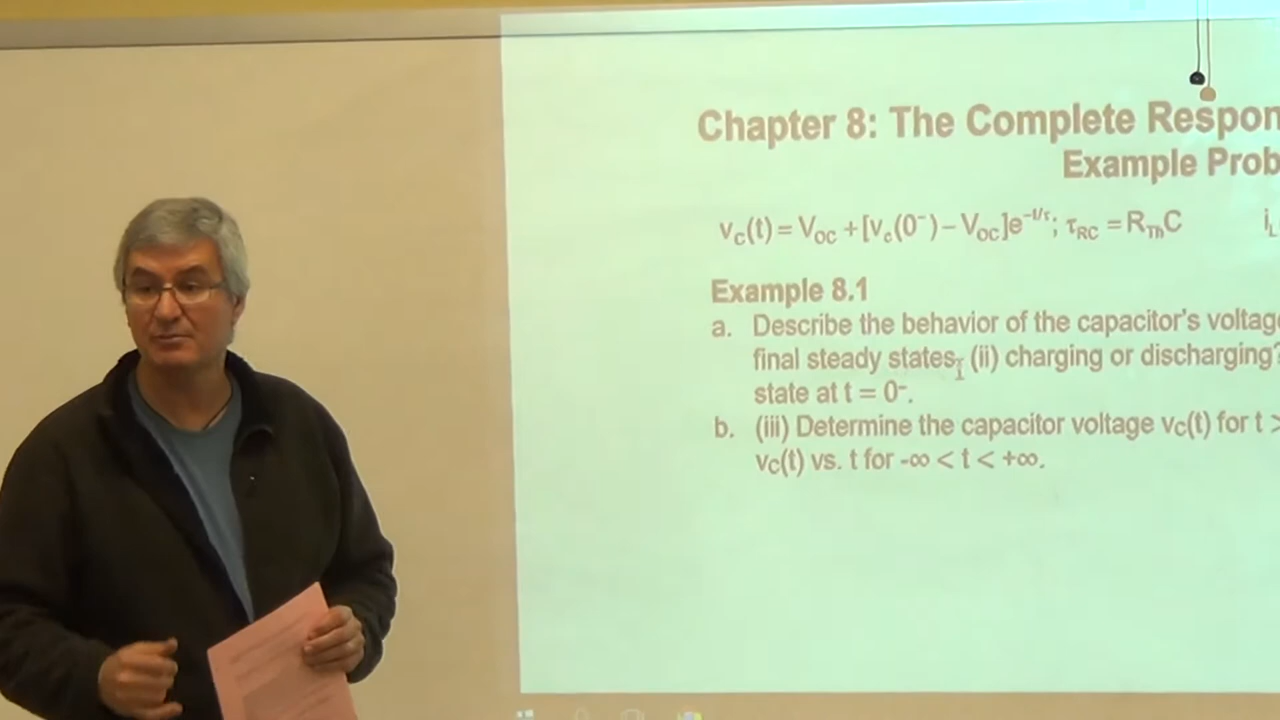 Chapter 8: The Complete Respon
Example Prob
vC(t) = VOC + [vc(0⁻) – VOC]e^–t/τ; τRC = RThC iL
Example 8.1
a. Describe the behavior of the capacitor's voltag
final steady states, (ii) charging or discharging?
state at t = 0⁻.
b. (iii) Determine the capacitor voltage vC(t) for t >
vC(t) vs. t for -∞ < t < +∞.